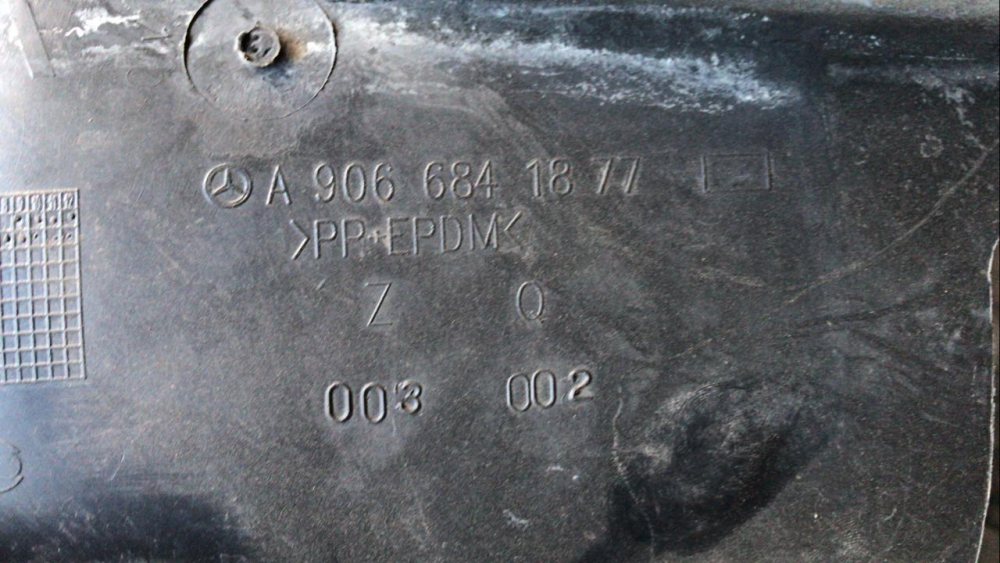 A 906 684 18 77
>PP+EPDM<
Z Q
003 002